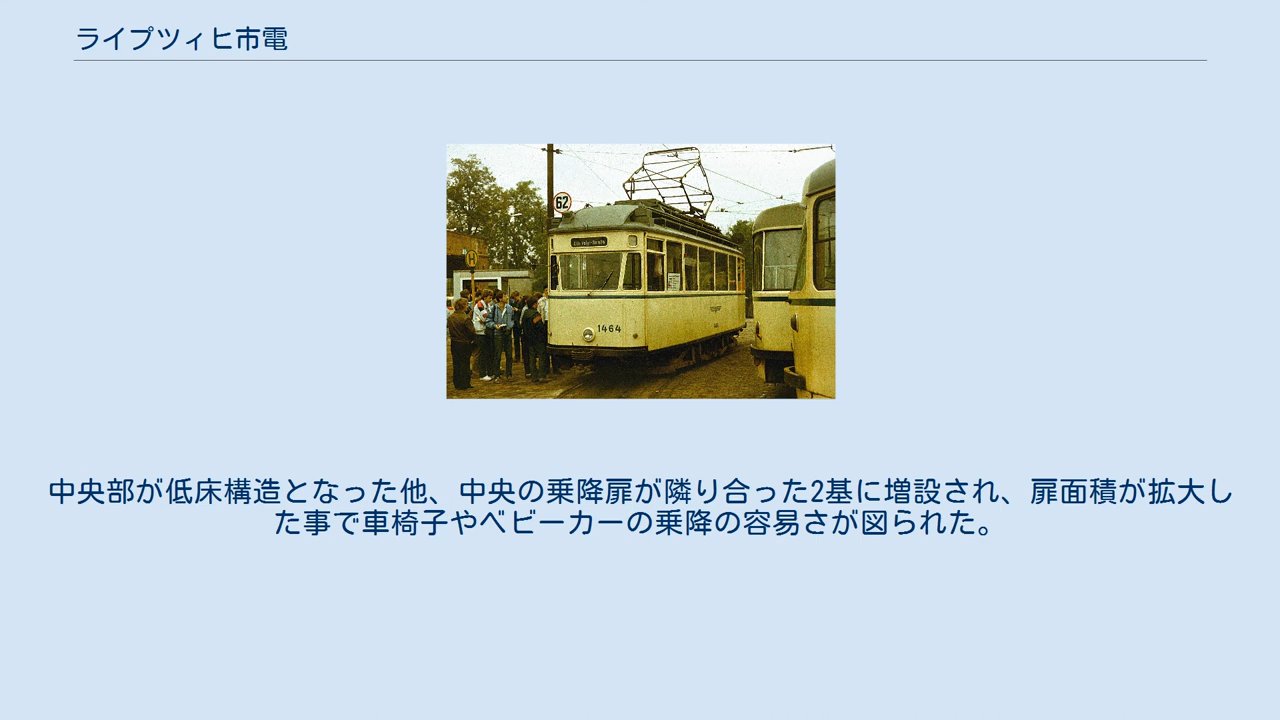 ライプツィヒ市電
62
H
1464
中央部が低床構造となった他、中央の乗降扉が隣り合った2基に増設され、扉面積が拡大し
た事で車椅子やベビーカーの乗降の容易さが図られた。